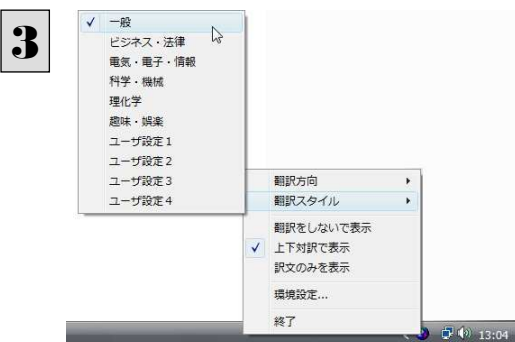 3
一般
ビジネス・法律
電気・電子・情報
科学・機械
理化学
趣味・娯楽
ユーザ設定1
ユーザ設定2
ユーザ設定3
ユーザ設定4
翻訳方向
翻訳スタイル
翻訳をしないで表示
上下対訳で表示
訳文のみを表示
環境設定...
終了
13:04